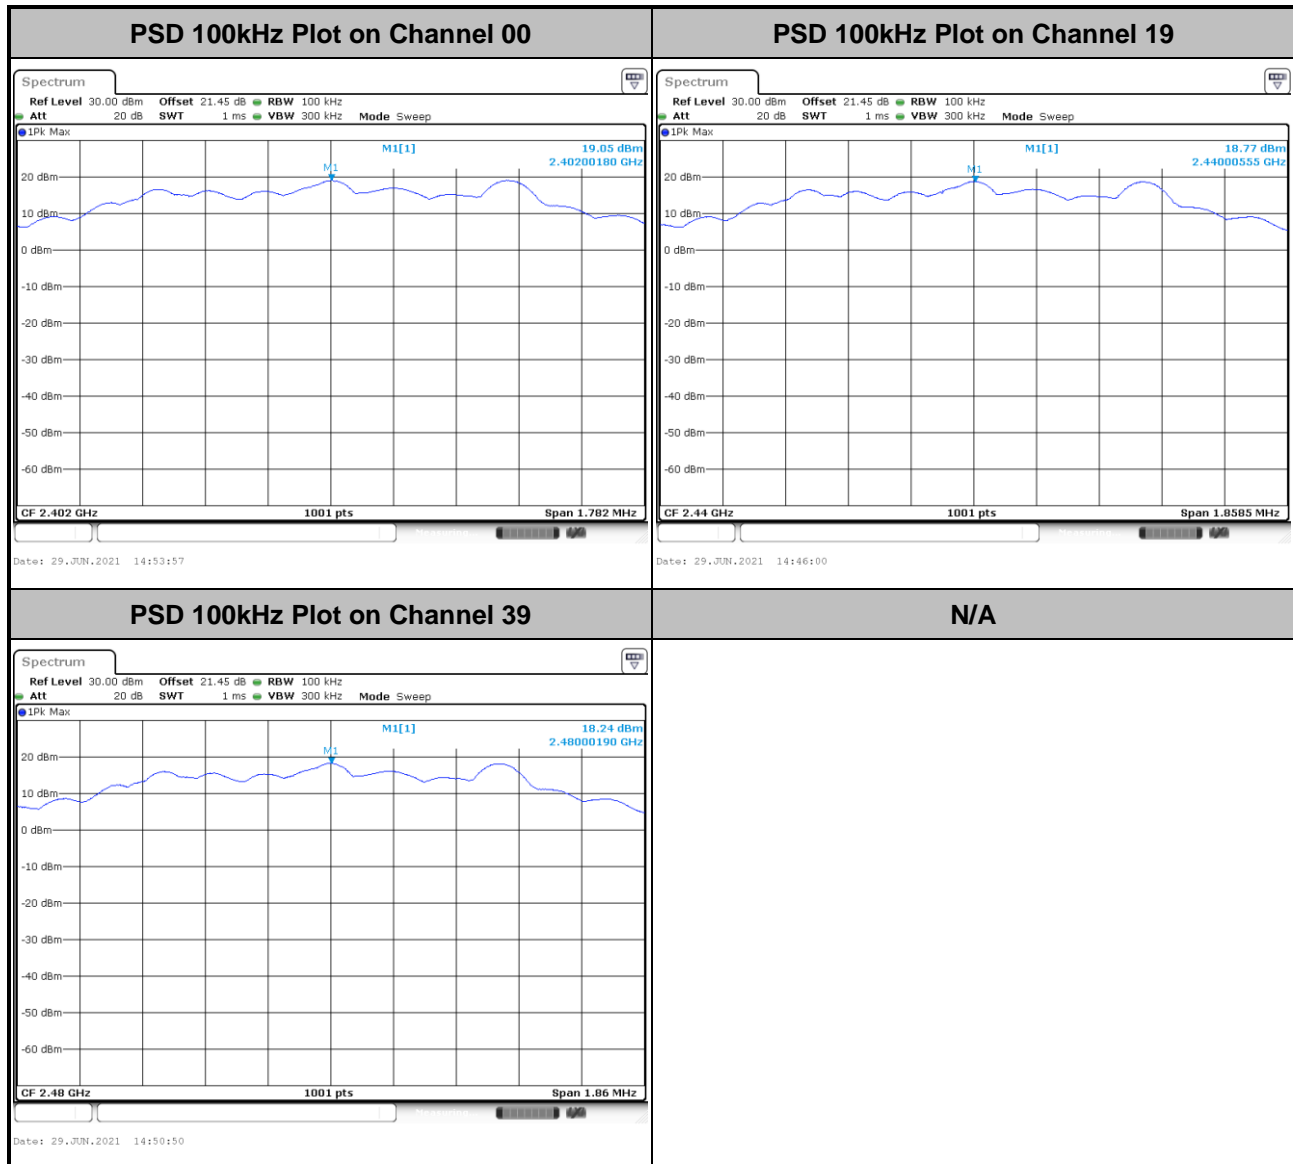 PSD 100kHz Plot on Channel 00
Spectrum
Ref Level 30.00 dBm Offset 21.45 dB RBW 100 kHz
Att 20 dB SWT 1 ms VBW 300 kHz Mode Sweep
1Pk Max
M1[1] 19.05 dBm
2.40200180 GHz
M1
20 dBm
10 dBm
0 dBm
-10 dBm
-20 dBm
-30 dBm
-40 dBm
-50 dBm
-60 dBm
CF 2.402 GHz 1001 pts Span 1.782 MHz
Measuring
Date: 29.JUN.2021 14:53:57
PSD 100kHz Plot on Channel 19
Spectrum
Ref Level 30.00 dBm Offset 21.45 dB RBW 100 kHz
Att 20 dB SWT 1 ms VBW 300 kHz Mode Sweep
1Pk Max
M1[1] 18.77 dBm
2.44000555 GHz
M1
20 dBm
10 dBm
0 dBm
-10 dBm
-20 dBm
-30 dBm
-40 dBm
-50 dBm
-60 dBm
CF 2.44 GHz 1001 pts Span 1.8585 MHz
Measuring
Date: 29.JUN.2021 14:46:00
PSD 100kHz Plot on Channel 39
Spectrum
Ref Level 30.00 dBm Offset 21.45 dB RBW 100 kHz
Att 20 dB SWT 1 ms VBW 300 kHz Mode Sweep
1Pk Max
M1[1] 18.24 dBm
2.48000190 GHz
M1
20 dBm
10 dBm
0 dBm
-10 dBm
-20 dBm
-30 dBm
-40 dBm
-50 dBm
-60 dBm
CF 2.48 GHz 1001 pts Span 1.86 MHz
Measuring
Date: 29.JUN.2021 14:50:50
N/A